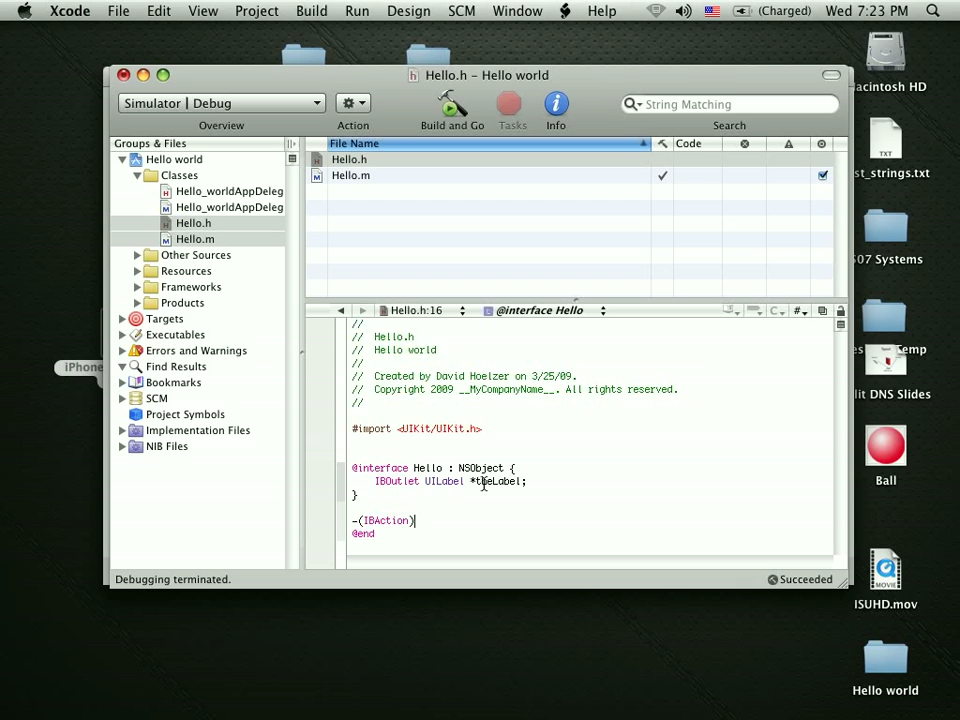 Xcode File Edit View Project Build Run Design SCM Window Help (Charged) Wed 7:23 PM
Hello.h - Hello world
Simulator | Debug
String Matching
Overview Action Build and Go Tasks Info Search
Groups & Files
Hello world
Classes
Hello_worldAppDeleg
Hello_worldAppDeleg
Hello.h
Hello.m
Other Sources
Resources
Frameworks
Products
Targets
Executables
Errors and Warnings
Find Results
Bookmarks
SCM
Project Symbols
Implementation Files
NIB Files
File Name Code
Hello.h
Hello.m
Hello.h:16 @interface Hello
//
// Hello.h
// Hello world
//
// Created by David Hoelzer on 3/25/09.
// Copyright 2009 __MyCompanyName__. All rights reserved.
//
#import <UIKit/UIKit.h>
@interface Hello : NSObject {
IBOutlet UILabel *theLabel;
}
-(IBAction)
@end
Debugging terminated.
Succeeded
iPhone
acintosh HD
TXT
st_strings.txt
507 Systems
Temp
lit DNS Slides
Ball
MOVIE
ISUHD.mov
Hello world